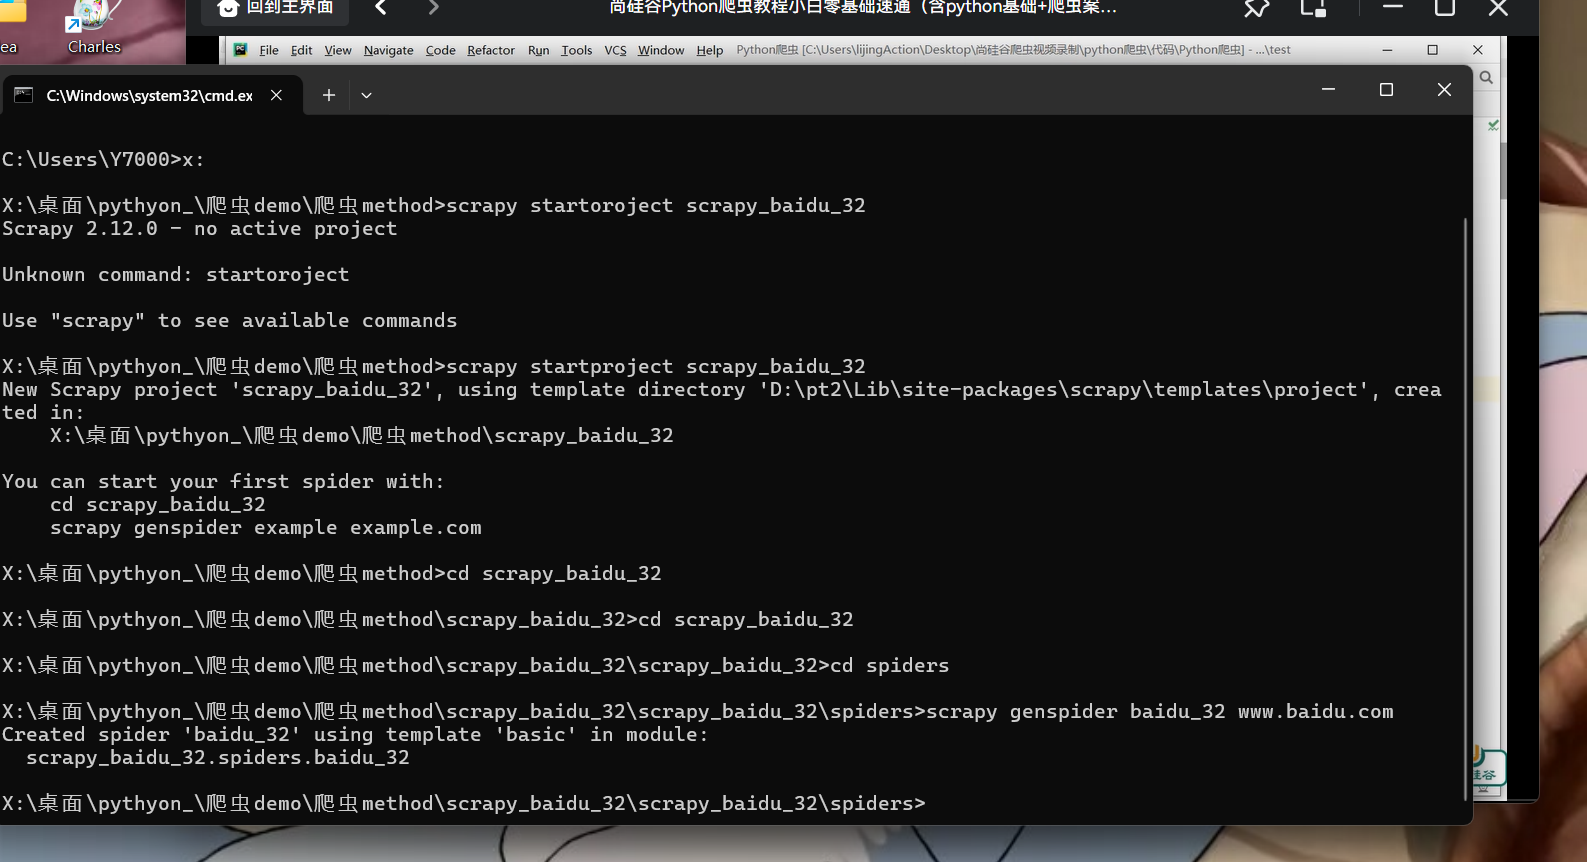 回到主界面
尚硅谷Python爬虫教程小白零基础速通（含python基础+爬虫案...
ea
Charles
File Edit View Navigate Code Refactor Run Tools VCS Window Help Python爬虫 [C:\Users\lijingAction\Desktop\尚硅谷爬虫视频录制\python爬虫\代码\Python爬虫] - ...\test
C:\Windows\system32\cmd.ex
C:\Users\Y7000>x:
X:\桌面\pythyon_\爬虫demo\爬虫method>scrapy startoroject scrapy_baidu_32
Scrapy 2.12.0 - no active project
Unknown command: startoroject
Use "scrapy" to see available commands
X:\桌面\pythyon_\爬虫demo\爬虫method>scrapy startproject scrapy_baidu_32
New Scrapy project 'scrapy_baidu_32', using template directory 'D:\pt2\Lib\site-packages\scrapy\templates\project', crea
ted in:
    X:\桌面\pythyon_\爬虫demo\爬虫method\scrapy_baidu_32
You can start your first spider with:
    cd scrapy_baidu_32
    scrapy genspider example example.com
X:\桌面\pythyon_\爬虫demo\爬虫method>cd scrapy_baidu_32
X:\桌面\pythyon_\爬虫demo\爬虫method\scrapy_baidu_32>cd scrapy_baidu_32
X:\桌面\pythyon_\爬虫demo\爬虫method\scrapy_baidu_32\scrapy_baidu_32>cd spiders
X:\桌面\pythyon_\爬虫demo\爬虫method\scrapy_baidu_32\scrapy_baidu_32\spiders>scrapy genspider baidu_32 www.baidu.com
Created spider 'baidu_32' using template 'basic' in module:
  scrapy_baidu_32.spiders.baidu_32
硅谷
X:\桌面\pythyon_\爬虫demo\爬虫method\scrapy_baidu_32\scrapy_baidu_32\spiders>